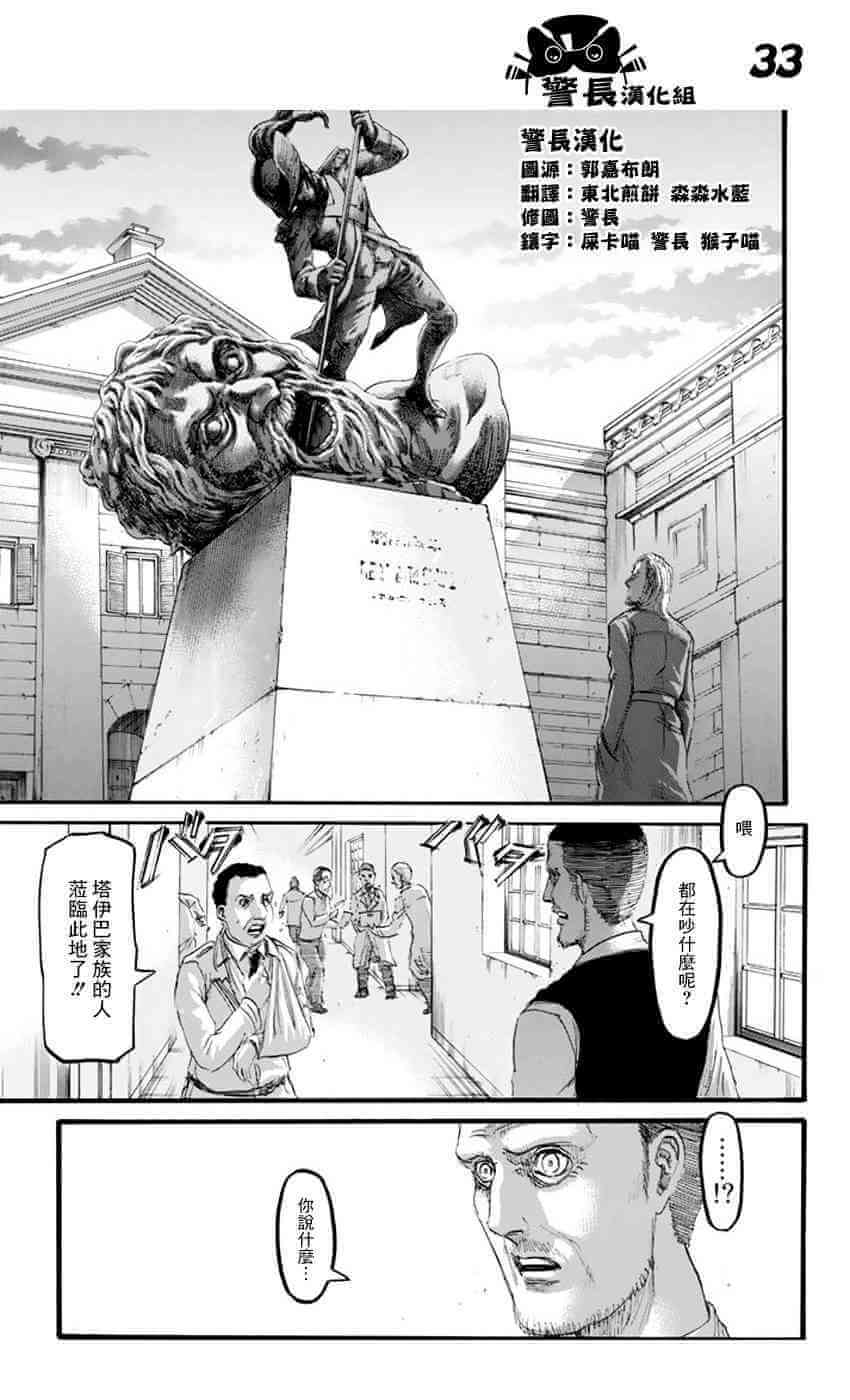 33
警長漢化組
警長漢化
圖源：郭嘉布朗
翻譯：東北煎餅 淼淼水藍
修圖：警長
鑲字：屎卡喵 警長 猴子喵
喂
都在吵什麼呢？
塔伊巴家族的人
蒞臨此地了!!
……!?
你說什麼…